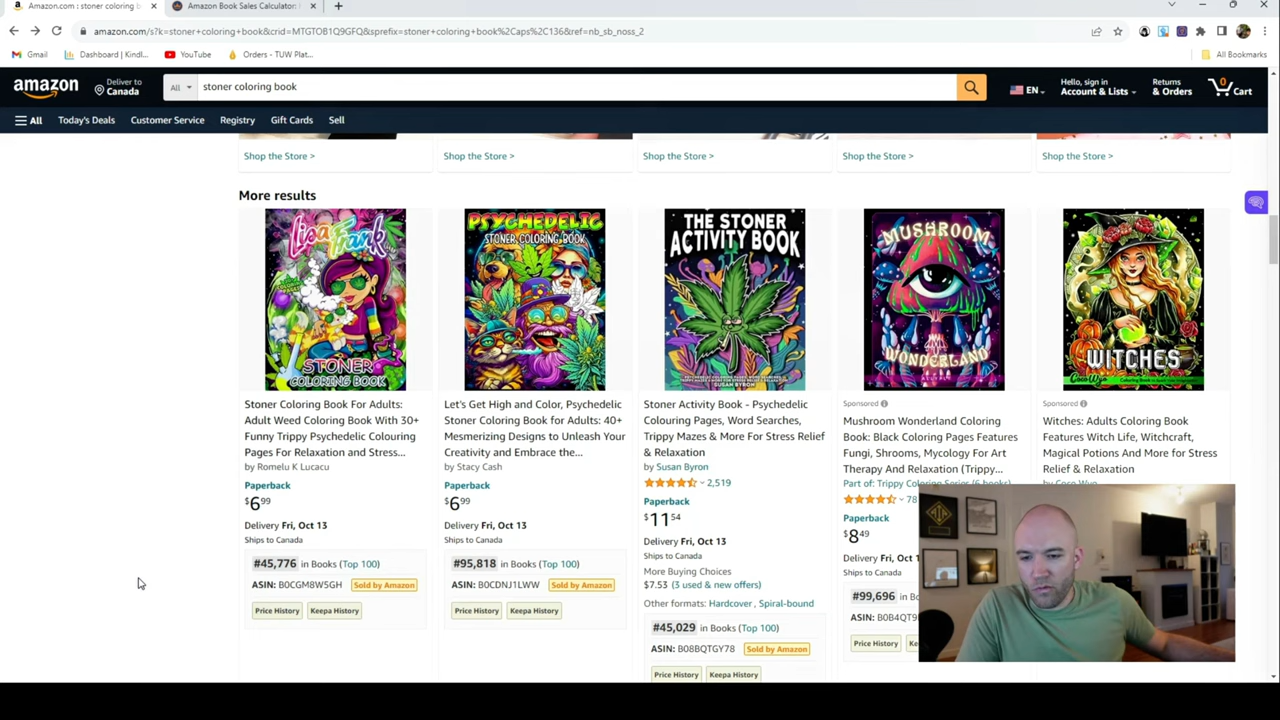 Amazon.com : stoner coloring b
Amazon Book Sales Calculator:
amazon.com/s?k=stoner+coloring+book&crid=MTGTOB1Q9GFQ&sprefix=stoner+coloring+book%2Caps%2C136&ref=nb_sb_noss_2
Gmail
Dashboard | Kindl...
YouTube
Orders - TUW Plat...
All Bookmarks
amazon
Deliver to
Canada
All
stoner coloring book
EN
Hello, sign in
Account & Lists
Returns
& Orders
0
Cart
All
Today's Deals
Customer Service
Registry
Gift Cards
Sell
Shop the Store >
Shop the Store >
Shop the Store >
Shop the Store >
Shop the Store >
More results
STONER
COLORING BOOK
PSYCHEDELIC
STONER COLORING BOOK
THE STONER
ACTIVITY BOOK
SUSAN BYRON
MUSHROOM
WONDERLAND
WITCHES
Coco Wyo
Stoner Coloring Book For Adults:
Adult Weed Coloring Book With 30+
Funny Trippy Psychedelic Colouring
Pages For Relaxation and Stress...
by Romelu K Lucacu
Paperback
$6.99
Delivery Fri, Oct 13
Ships to Canada
#45,776 in Books (Top 100)
ASIN: B0CGM8W5GH Sold by Amazon
Price History
Keepa History
Let's Get High and Color, Psychedelic
Stoner Coloring Book for Adults: 40+
Mesmerizing Designs to Unleash Your
Creativity and Embrace the...
by Stacy Cash
Paperback
$6.99
Delivery Fri, Oct 13
Ships to Canada
#95,818 in Books (Top 100)
ASIN: B0CDNJ1LWW Sold by Amazon
Price History
Keepa History
Stoner Activity Book - Psychedelic
Colouring Pages, Word Searches,
Trippy Mazes & More For Stress Relief
& Relaxation
by Susan Byron
2,519
Paperback
$11.54
Delivery Fri, Oct 13
Ships to Canada
More Buying Choices
$7.53 (3 used & new offers)
Other formats: Hardcover , Spiral-bound
#45,029 in Books (Top 100)
ASIN: B08BQTGY78 Sold by Amazon
Price History
Keepa History
Sponsored
Mushroom Wonderland Coloring
Book: Black Coloring Pages Features
Fungi, Shrooms, Mycology For Art
Therapy And Relaxation (Trippy...
Part of: Trippy Coloring Series (6 books)
78
Paperback
$8.49
Delivery Fri, Oct 1
Ships to Canada
#99,696 in Bo
ASIN: B0B4QT9
Price History
Ke
Sponsored
Witches: Adults Coloring Book
Features Witch Life, Witchcraft,
Magical Potions And More for Stress
Relief & Relaxation
by Coco Wyo